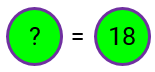 ? = 18